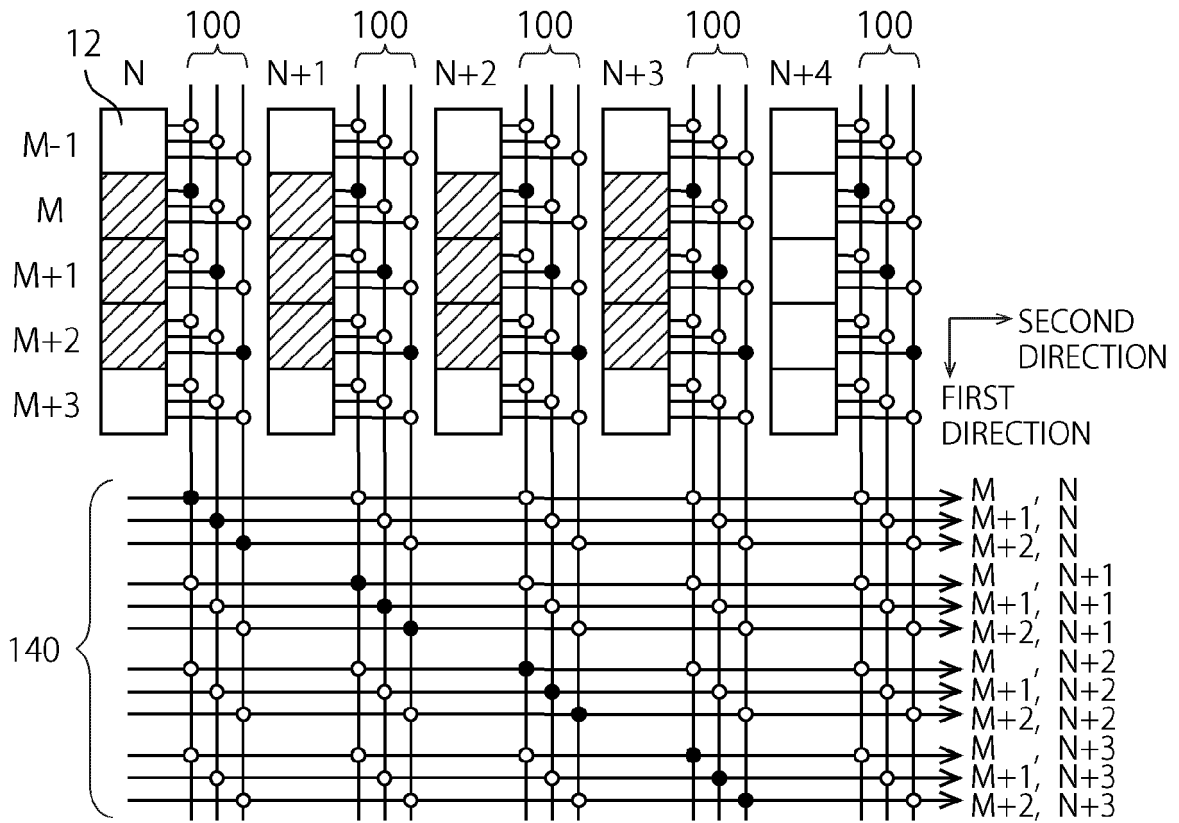 100 100 100 100 100
12
N N+1 N+2 N+3 N+4
M-1
M
M+1
M+2
M+3
SECOND
DIRECTION
FIRST
DIRECTION
140
M , N
M+1, N
M+2, N
M , N+1
M+1, N+1
M+2, N+1
M , N+2
M+1, N+2
M+2, N+2
M , N+3
M+1, N+3
M+2, N+3